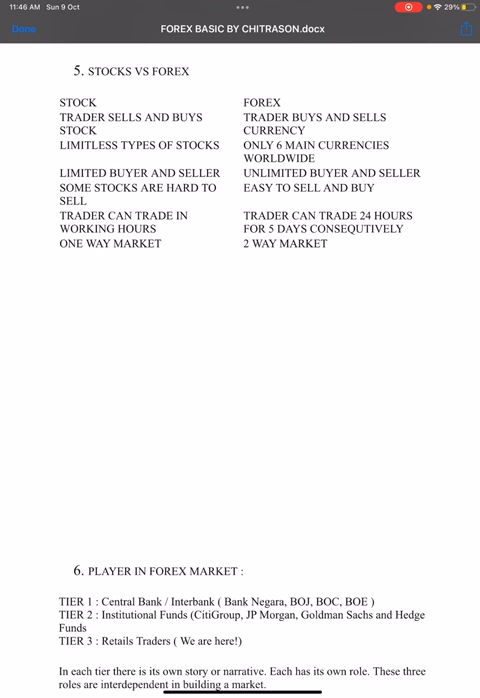 11:46 AM Sun 9 Oct
29%
Done
FOREX BASIC BY CHITRASON.docx
5. STOCKS VS FOREX
STOCK FOREX
TRADER SELLS AND BUYS TRADER BUYS AND SELLS
STOCK CURRENCY
LIMITLESS TYPES OF STOCKS ONLY 6 MAIN CURRENCIES
WORLDWIDE
LIMITED BUYER AND SELLER UNLIMITED BUYER AND SELLER
SOME STOCKS ARE HARD TO EASY TO SELL AND BUY
SELL
TRADER CAN TRADE IN TRADER CAN TRADE 24 HOURS
WORKING HOURS FOR 5 DAYS CONSEQUTIVELY
ONE WAY MARKET 2 WAY MARKET
6. PLAYER IN FOREX MARKET :
TIER 1 : Central Bank / Interbank ( Bank Negara, BOJ, BOC, BOE )
TIER 2 : Institutional Funds (CitiGroup, JP Morgan, Goldman Sachs and Hedge
Funds
TIER 3 : Retails Traders ( We are here!)
In each tier there is its own story or narrative. Each has its own role. These three
roles are interdependent in building a market.